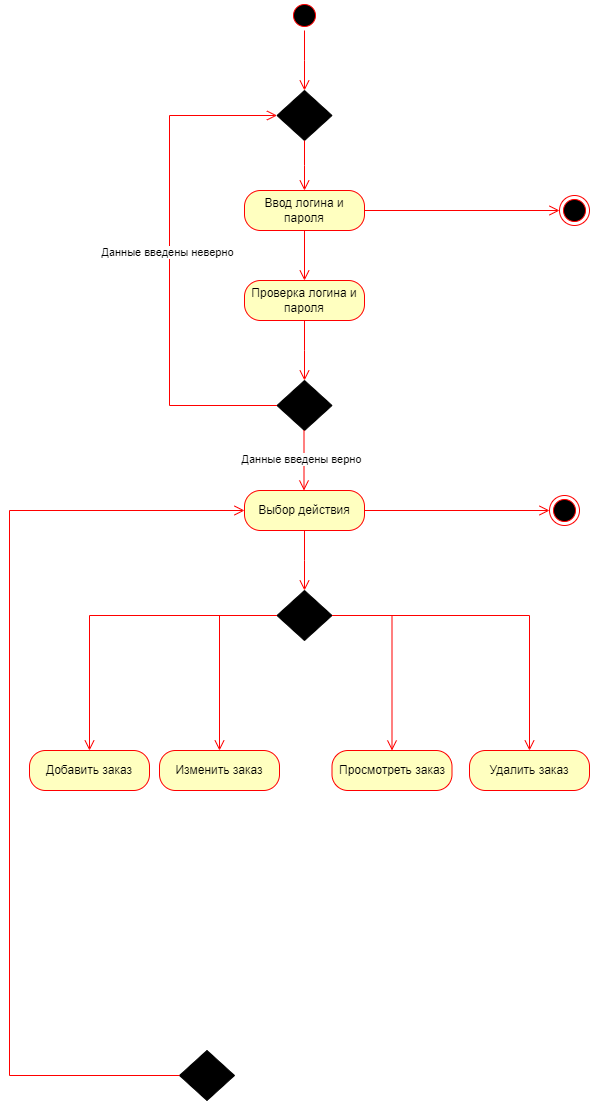 Ввод логина и
пароля
Данные введены неверно
Проверка логина и
пароля
Данные введены верно
Выбор действия
Добавить заказ
Изменить заказ
Просмотреть заказ
Удалить заказ